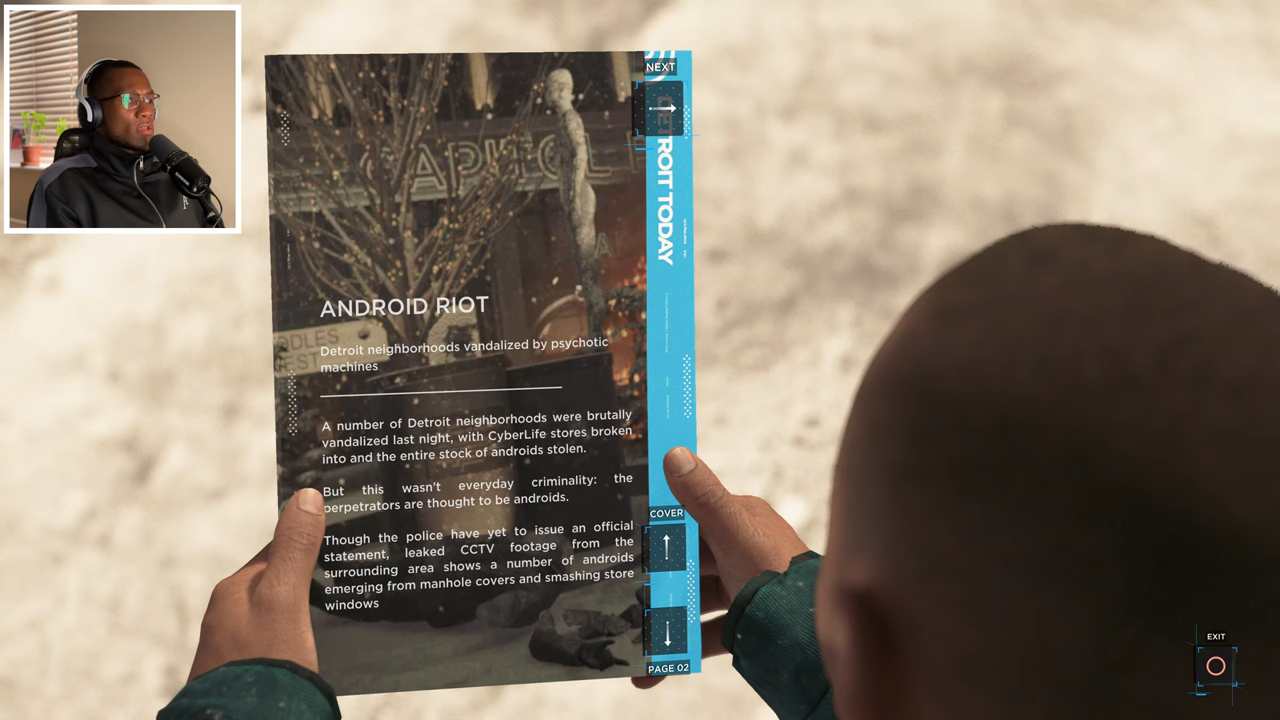 NEXT
DETROIT TODAY
CAPITOL
ANDROID RIOT
Detroit neighborhoods vandalized by psychotic
machines
A number of Detroit neighborhoods were brutally
vandalized last night, with CyberLife stores broken
into and the entire stock of androids stolen.
But this wasn't everyday criminality: the
perpetrators are thought to be androids.
Though the police have yet to issue an official
statement, leaked CCTV footage from the
surrounding area shows a number of androids
emerging from manhole covers and smashing store
windows
COVER
PAGE 02
EXIT